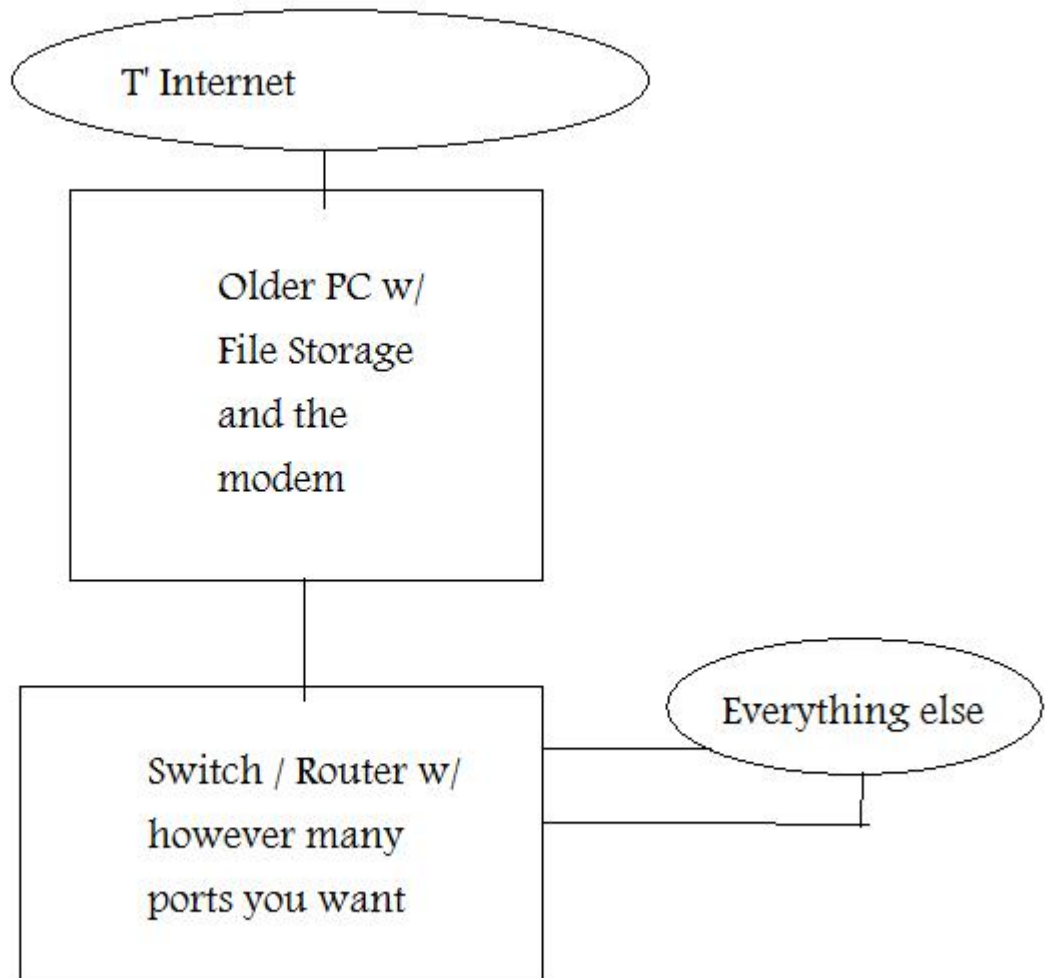 T' Internet
Older PC w/
File Storage
and the
modem
Everything else
Switch / Router w/
however many
ports you want